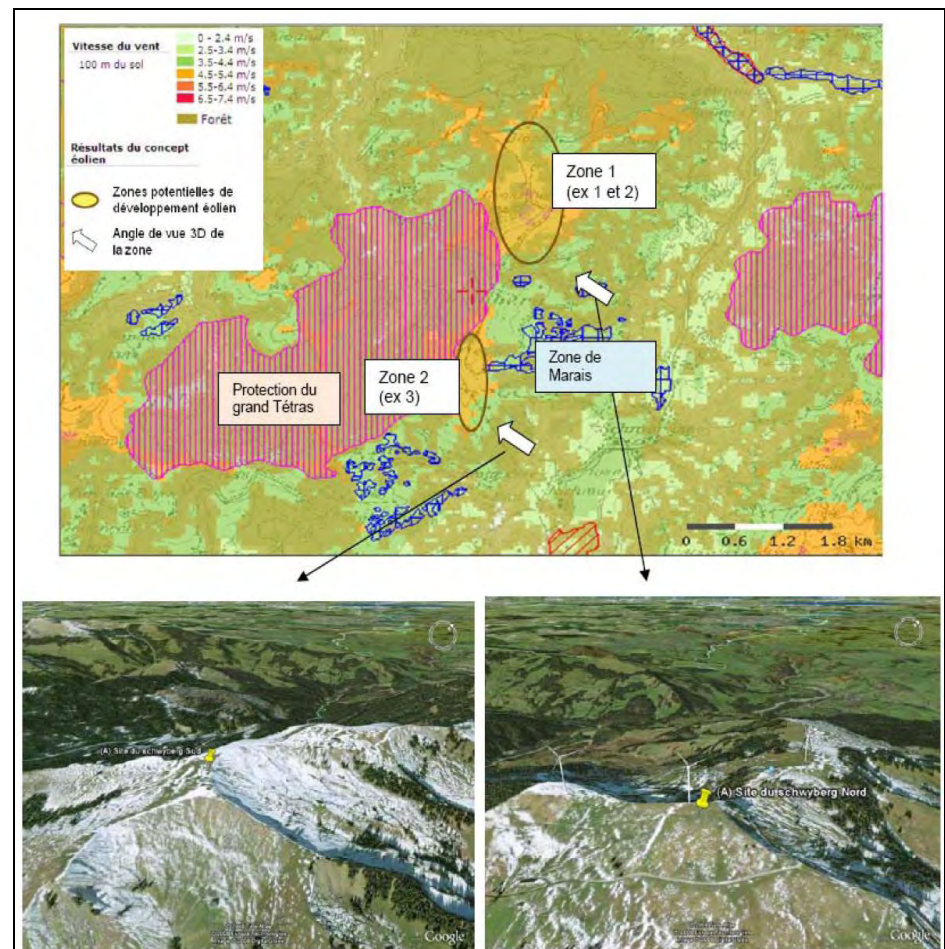 Vitesse du vent
100 m du sol
0 - 2.4 m/s
2.5-3.4 m/s
3.5-4.4 m/s
4.5-5.4 m/s
5.5-6.4 m/s
6.5-7.4 m/s
Forêt
Résultats du concept
éolien
Zones potentielles de
développement éolien
Angle de vue 3D de
la zone
Zone 1
(ex 1 et 2)
Protection du
grand Tétras
Zone 2
(ex 3)
Zone de
Marais
0 0.6 1.2 1.8 km
(A) Site du schwyberg Sud
Google
(A) Site du schwyberg Nord
Google